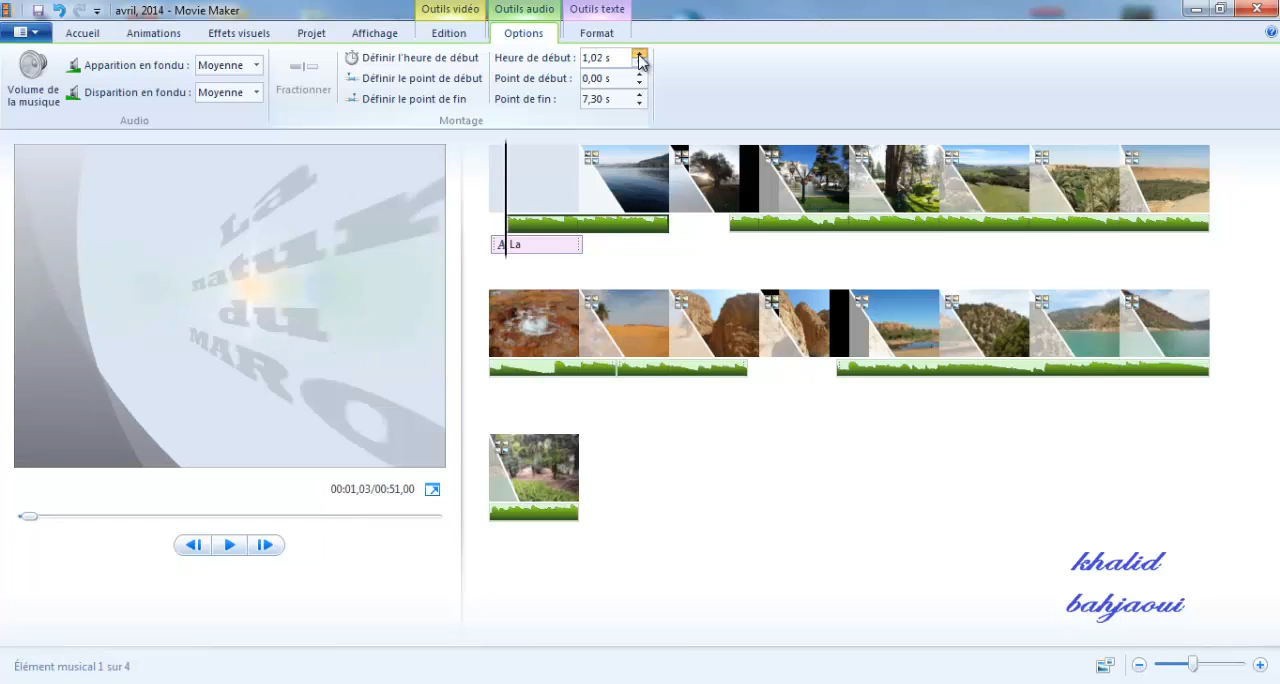 avril, 2014 - Movie Maker
Outils vidéo
Outils audio
Outils texte
Accueil
Animations
Effets visuels
Projet
Affichage
Edition
Options
Format
Volume de
la musique
Apparition en fondu :
Moyenne
Disparition en fondu :
Moyenne
Audio
Fractionner
Définir l'heure de début
Définir le point de début
Définir le point de fin
Heure de début :
1,02 s
Point de début :
0,00 s
Point de fin :
7,30 s
Montage
La
natur
du
MARO
A La
00:01,03/00:51,00
khalid
bahjaoui
Élément musical 1 sur 4